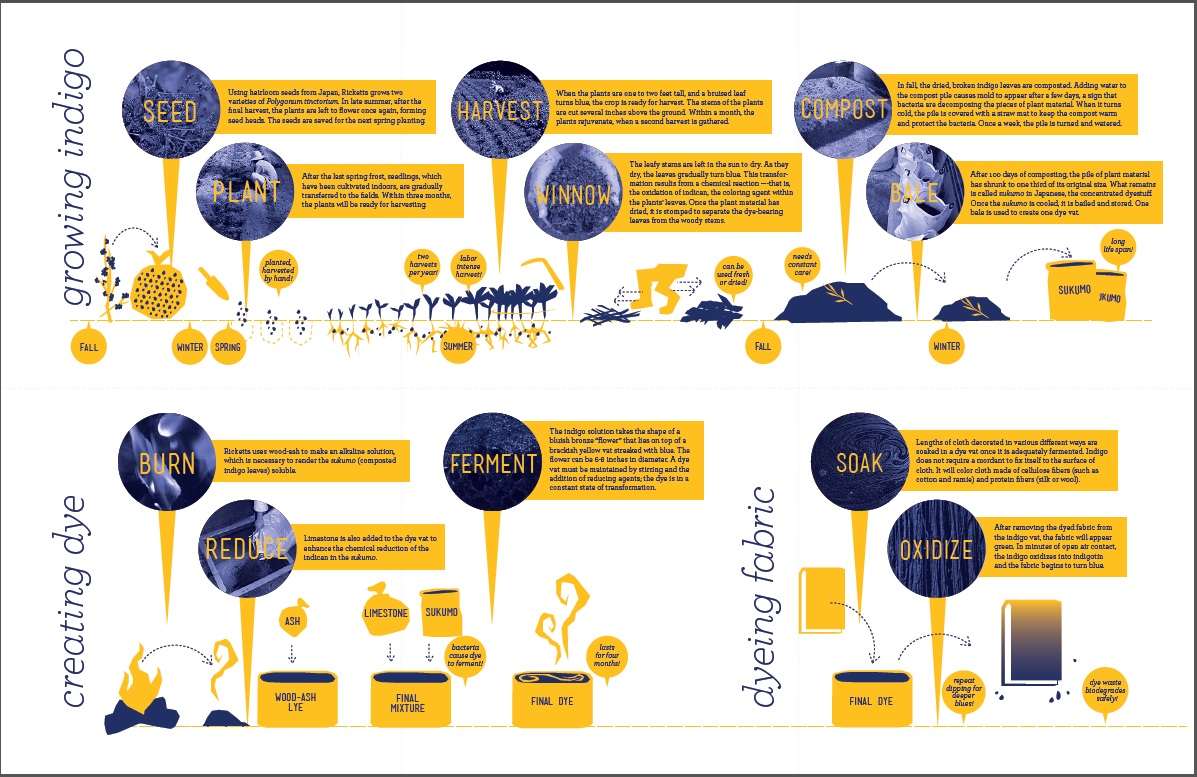 growing indigo
SEED
Using heirloom seeds from Japan, Ricketts grows two
varieties of Polygonum tinctorium. In late summer, after the
final harvest, the plants are left to flower once again, forming
seed heads. The seeds are saved for the next spring planting.
PLANT
After the last spring frost, seedlings, which
have been cultivated indoors, are gradually
transferred to the fields. Within three months,
the plants will be ready for harvesting.
HARVEST
When the plants are one to two feet tall, and a bruised leaf
turns blue, the crop is ready for harvest. The stems of the plants
are cut several inches above the ground. Within a month, the
plants rejuvenate, when a second harvest is gathered.
WINNOW
The leafy stems are left in the sun to dry. As they
dry, the leaves gradually turn blue. This transfor-
mation results from a chemical reaction —-that is,
the oxidation of indican, the coloring agent within
the plants' leaves. Once the plant material has
dried, it is stomped to separate the dye-bearing
leaves from the woody stems.
COMPOST
In fall, the dried, broken indigo leaves are composted. Adding water to
the compost pile causes mold to appear after a few days, a sign that
bacteria are decomposing the pieces of plant material. When it turns
cold, the pile is covered with a straw mat to keep the compost warm
and protect the bacteria. Once a week, the pile is turned and watered.
BALE
After 100 days of composting, the pile of plant material
has shrunk to one third of its original size. What remains
is called sukumo in Japanese, the concentrated dyestuff.
Once the sukumo is cooled, it is bailed and stored. One
bale is used to create one dye vat.
planted,
harvested
by hand!
two
harvests
per year!
labor
intense
harvest!
can be
used fresh
or dried!
needs
constant
care!
long
life span!
SUKUMO
JKUMO
FALL
WINTER
SPRING
SUMMER
FALL
WINTER
creating dye
BURN
Ricketts uses wood-ash to make an alkaline solution,
which is necessary to render the sukumo (composted
indigo leaves) soluble.
REDUCE
Limestone is also added to the dye vat to
enhance the chemical reduction of the
indican in the sukumo.
FERMENT
The indigo solution takes the shape of a
bluish bronze "flower" that lies on top of a
brackish yellow vat streaked with blue. The
flower can be 6-8 inches in diameter. A dye
vat must be maintained by stirring and the
addition of reducing agents; the dye is in a
constant state of transformation.
ASH
LIMESTONE
SUKUMO
bacteria
cause dye
to ferment!
lasts
for four
months!
WOOD-ASH
LYE
FINAL
MIXTURE
FINAL DYE
dyeing fabric
SOAK
Lengths of cloth decorated in various different ways are
soaked in a dye vat once it is adequately fermented. Indigo
does not require a mordant to fix itself to the surface of
cloth. It will color cloth made of cellulose fibers (such as
cotton and ramie) and protein fibers (silk or wool).
OXIDIZE
After removing the dyed fabric from
the indigo vat, the fabric will appear
green. In minutes of open air contact,
the indigo oxidizes into indigotin
and the fabric begins to turn blue.
FINAL DYE
repeat
dipping for
deeper
blues!
dye waste
biodegrades
safely!